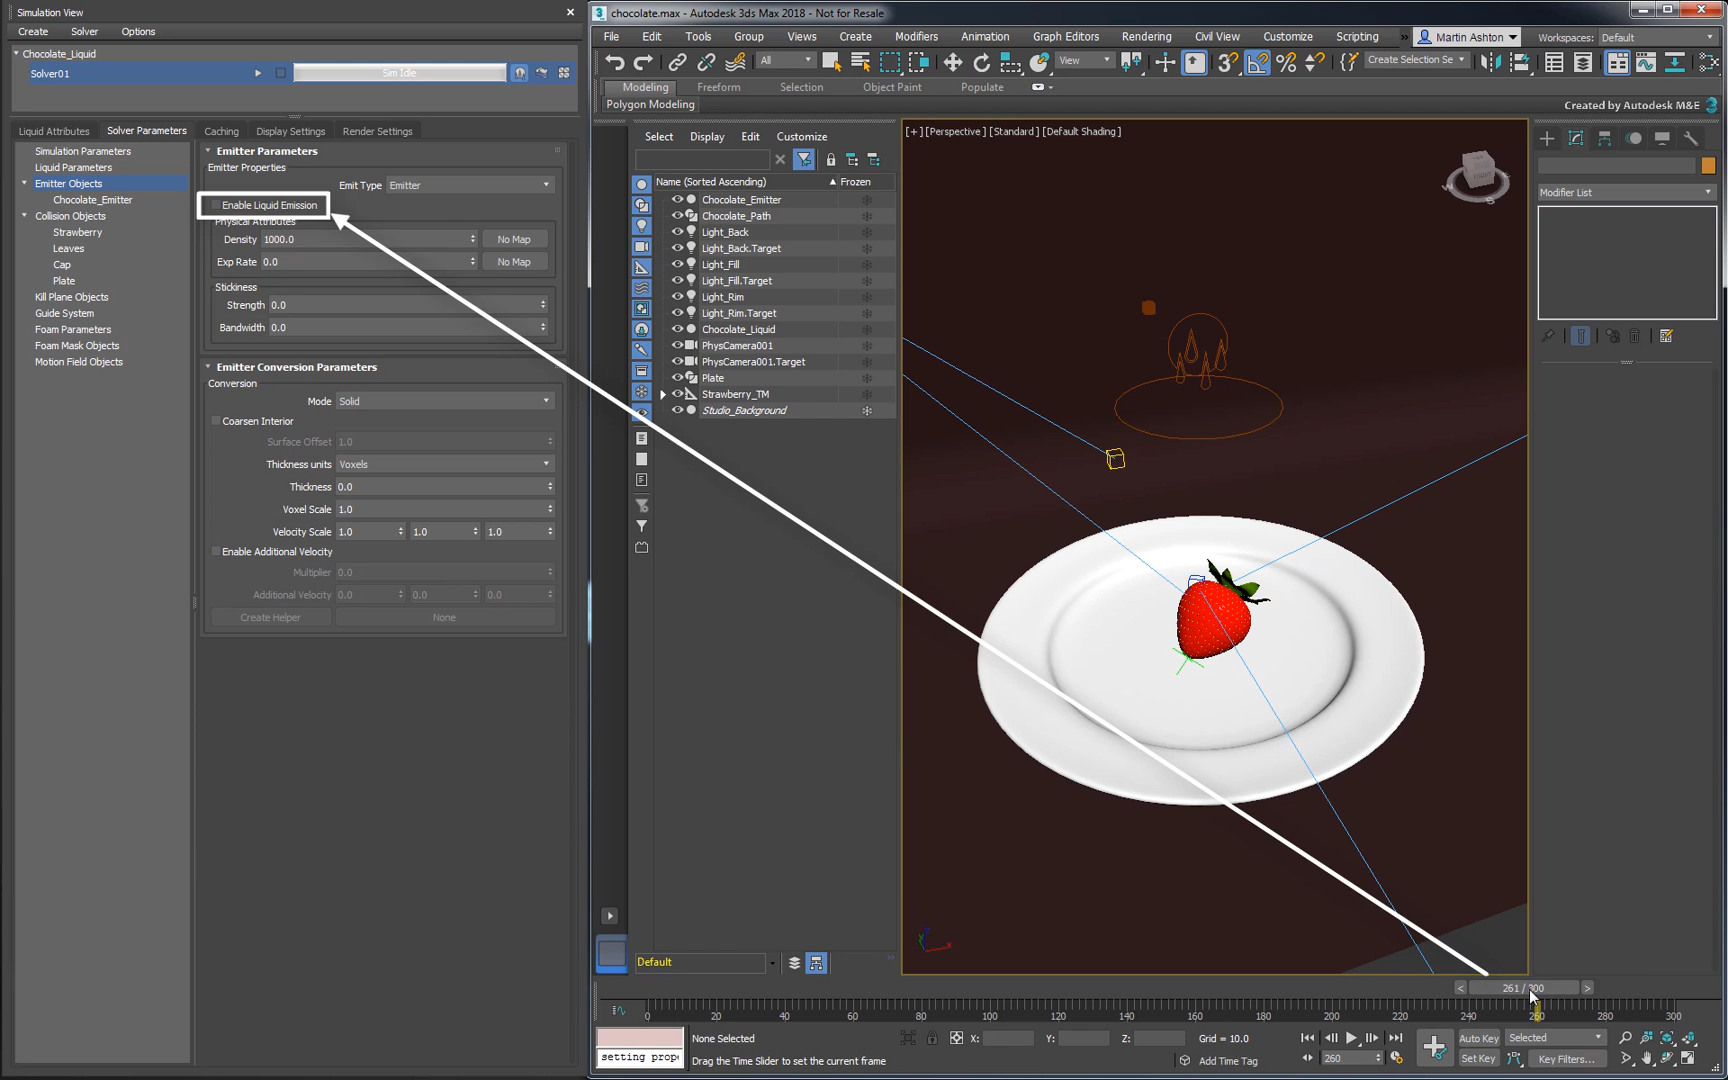 Simulation View
Create Solver Options
Chocolate_Liquid
Solver01 Sim Idle
Liquid Attributes Solver Parameters Caching Display Settings Render Settings
Simulation Parameters
Liquid Parameters
Emitter Objects
Chocolate_Emitter
Collision Objects
Strawberry
Leaves
Cap
Plate
Kill Plane Objects
Guide System
Foam Parameters
Foam Mask Objects
Motion Field Objects
Emitter Parameters
Emitter Properties
Emit Type Emitter
Enable Liquid Emission
Physical Attributes
Density 1000.0 No Map
Exp Rate 0.0 No Map
Stickiness
Strength 0.0
Bandwidth 0.0
Emitter Conversion Parameters
Conversion
Mode Solid
Coarsen Interior
Surface Offset 1.0
Thickness units Voxels
Thickness 0.0
Voxel Scale 1.0
Velocity Scale 1.0 1.0 1.0
Enable Additional Velocity
Multiplier 0.0
Additional Velocity 0.0 0.0 0.0
Create Helper None
3 chocolate.max - Autodesk 3ds Max 2018 - Not for Resale
File Edit Tools Group Views Create Modifiers Animation Graph Editors Rendering Civil View Customize Scripting » Martin Ashton Workspaces: Default
All View 3 % Create Selection Se
Modeling Freeform Selection Object Paint Populate
Polygon Modeling Created by Autodesk M&E 3
Select Display Edit Customize
Name (Sorted Ascending) Frozen
Chocolate_Emitter
Chocolate_Path
Light_Back
Light_Back.Target
Light_Fill
Light_Fill.Target
Light_Rim
Light_Rim.Target
Chocolate_Liquid
PhysCamera001
PhysCamera001.Target
Plate
Strawberry_TM
Studio_Background
Default
[+] [Perspective] [Standard] [Default Shading]
FRONT
W S
Z
Y X
Modifier List
< 261 / 300 >
0 20 40 60 80 100 120 140 160 180 200 220 240 260 280 300
None Selected X: Y: Z: Grid = 10.0 Auto Key Selected
setting prop Drag the Time Slider to set the current frame Add Time Tag 260 Set Key Key Filters...